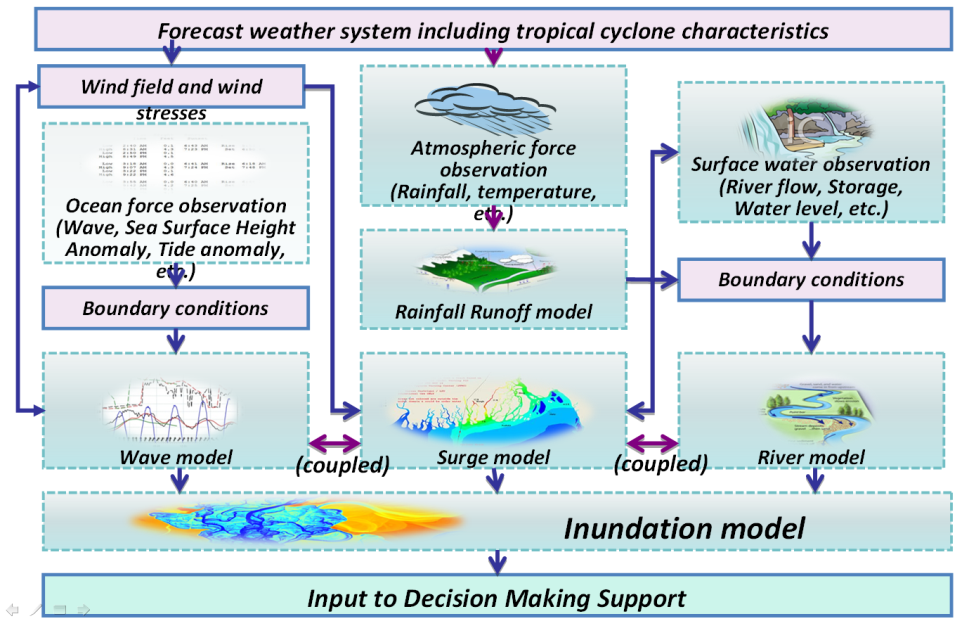 Forecast weather system including tropical cyclone characteristics
Wind field and wind
stresses
Ocean force observation
(Wave, Sea Surface Height
Anomaly, Tide anomaly,
etc.)
Boundary conditions
Wave model
Atmospheric force
observation
(Rainfall, temperature,
etc.)
Rainfall Runoff model
Surface water observation
(River flow, Storage,
Water level, etc.)
Boundary conditions
(coupled)
Surge model
(coupled)
River model
Inundation model
Input to Decision Making Support